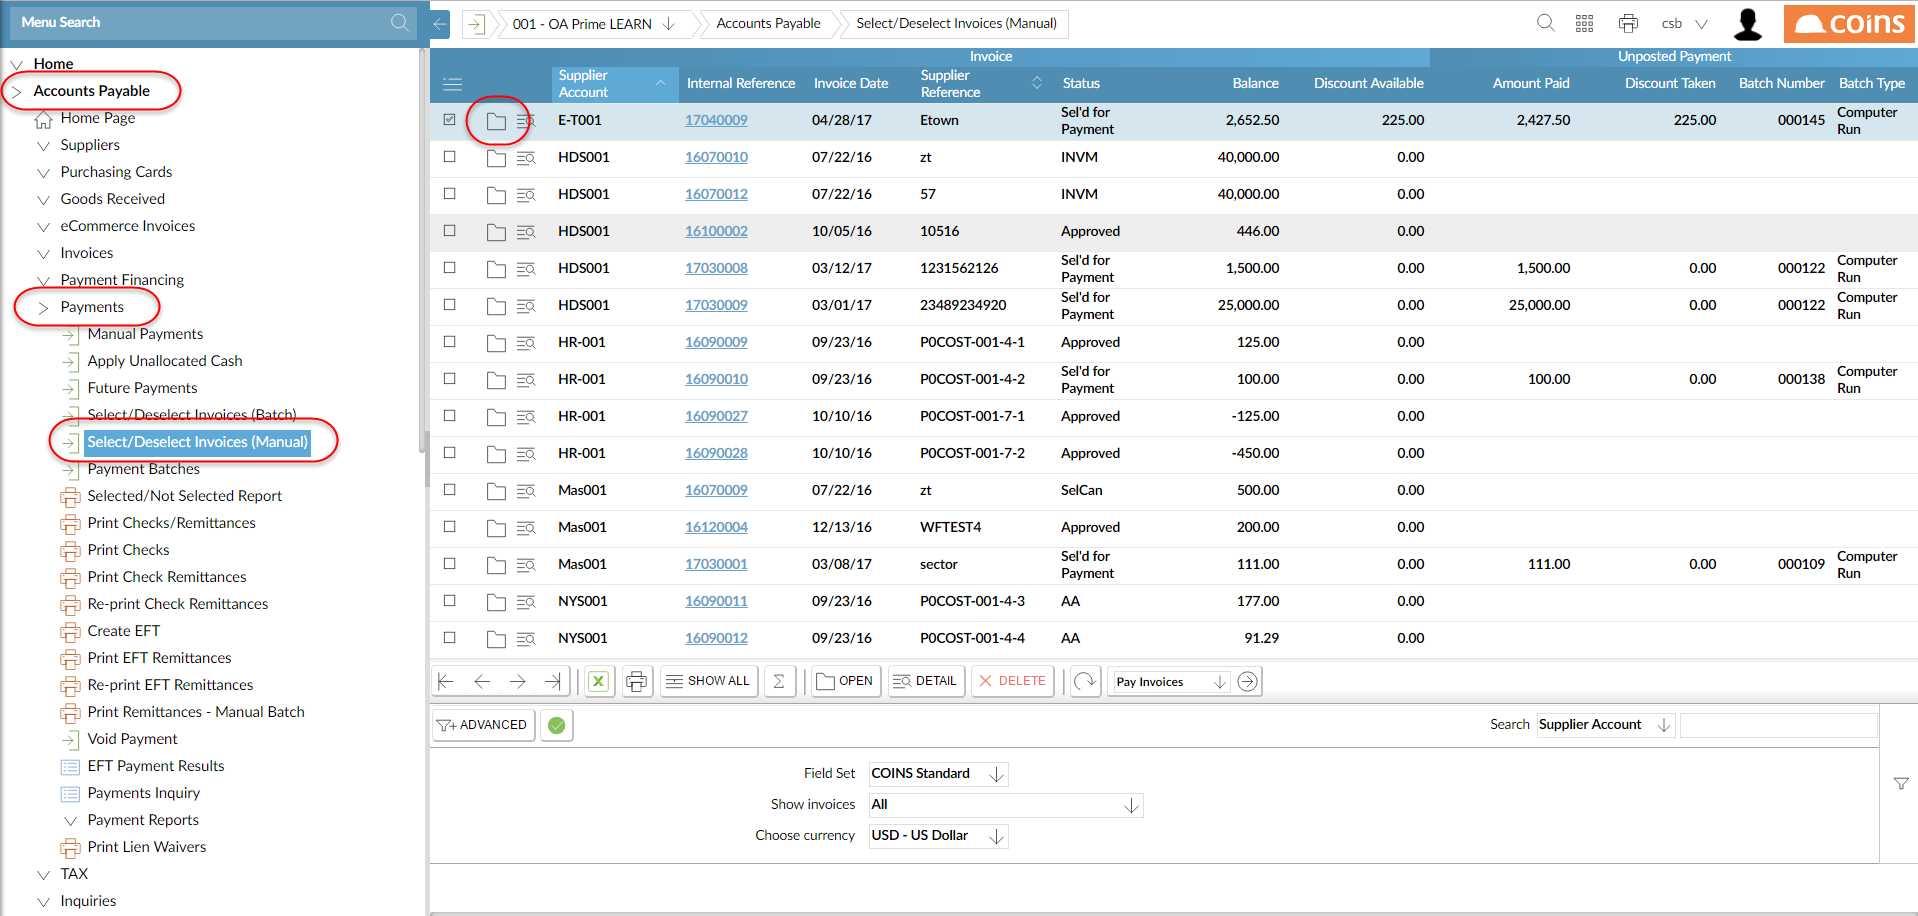 Menu Search
001 - OA Prime LEARN
Accounts Payable
Select/Deselect Invoices (Manual)
csb
coins
Home
Accounts Payable
Home Page
Suppliers
Purchasing Cards
Goods Received
eCommerce Invoices
Invoices
Payment Financing
Payments
Manual Payments
Apply Unallocated Cash
Future Payments
Select/Deselect Invoices (Batch)
Select/Deselect Invoices (Manual)
Payment Batches
Selected/Not Selected Report
Print Checks/Remittances
Print Checks
Print Check Remittances
Re-print Check Remittances
Create EFT
Print EFT Remittances
Re-print EFT Remittances
Print Remittances - Manual Batch
Void Payment
EFT Payment Results
Payments Inquiry
Payment Reports
Print Lien Waivers
TAX
Inquiries
Invoice Unposted Payment
Supplier Account Internal Reference Invoice Date Supplier Reference Status Balance Discount Available Amount Paid Discount Taken Batch Number Batch Type
E-T001 17040009 04/28/17 Etown Sel'd for Payment 2,652.50 225.00 2,427.50 225.00 000145 Computer Run
HDS001 16070010 07/22/16 zt INVM 40,000.00 0.00
HDS001 16070012 07/22/16 57 INVM 40,000.00 0.00
HDS001 16100002 10/05/16 10516 Approved 446.00 0.00
HDS001 17030008 03/12/17 1231562126 Sel'd for Payment 1,500.00 0.00 1,500.00 0.00 000122 Computer Run
HDS001 17030009 03/01/17 23489234920 Sel'd for Payment 25,000.00 0.00 25,000.00 0.00 000122 Computer Run
HR-001 16090009 09/23/16 P0COST-001-4-1 Approved 125.00 0.00
HR-001 16090010 09/23/16 P0COST-001-4-2 Sel'd for Payment 100.00 0.00 100.00 0.00 000138 Computer Run
HR-001 16090027 10/10/16 P0COST-001-7-1 Approved -125.00 0.00
HR-001 16090028 10/10/16 P0COST-001-7-2 Approved -450.00 0.00
Mas001 16070009 07/22/16 zt SelCan 500.00 0.00
Mas001 16120004 12/13/16 WFTEST4 Approved 200.00 0.00
Mas001 17030001 03/08/17 sector Sel'd for Payment 111.00 0.00 111.00 0.00 000109 Computer Run
NYS001 16090011 09/23/16 P0COST-001-4-3 AA 177.00 0.00
NYS001 16090012 09/23/16 P0COST-001-4-4 AA 91.29 0.00
X SHOW ALL Σ OPEN DETAIL DELETE Pay Invoices
ADVANCED Search Supplier Account
Field Set COINS Standard
Show invoices All
Choose currency USD - US Dollar